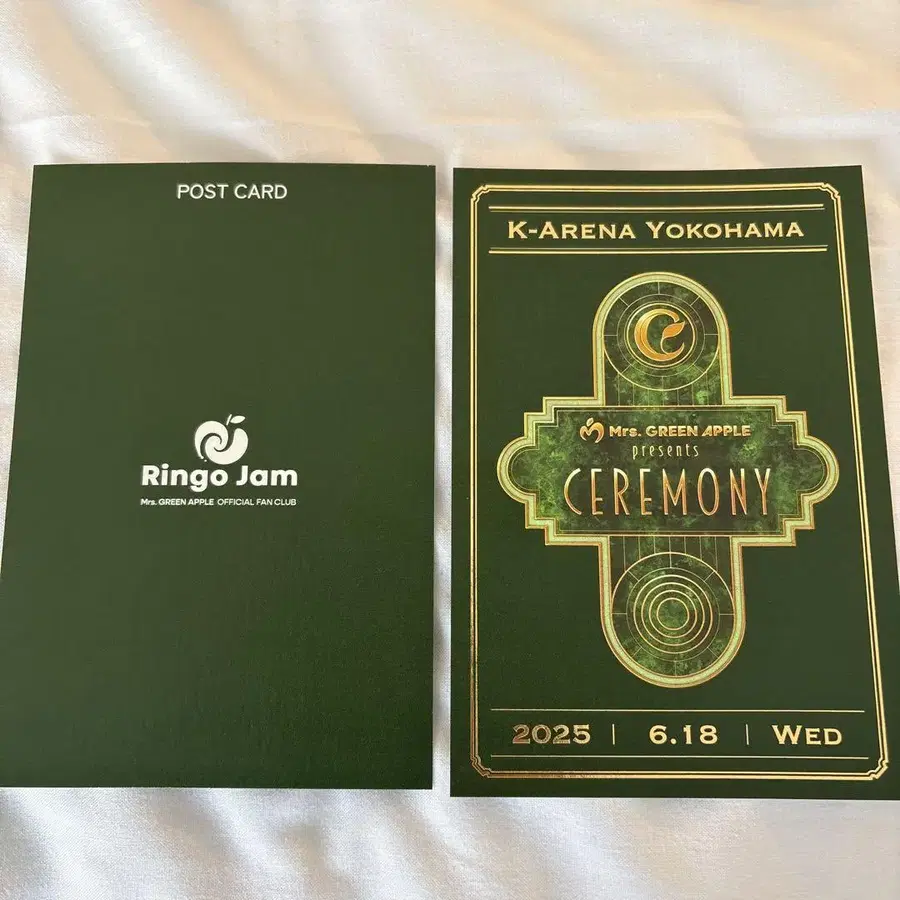 POST CARD
Ringo Jam
Mrs. GREEN APPLE OFFICIAL FAN CLUB
K-ARENA YOKOHAMA
Mrs. GREEN APPLE
presents
CEREMONY
2025 | 6.18 | WED